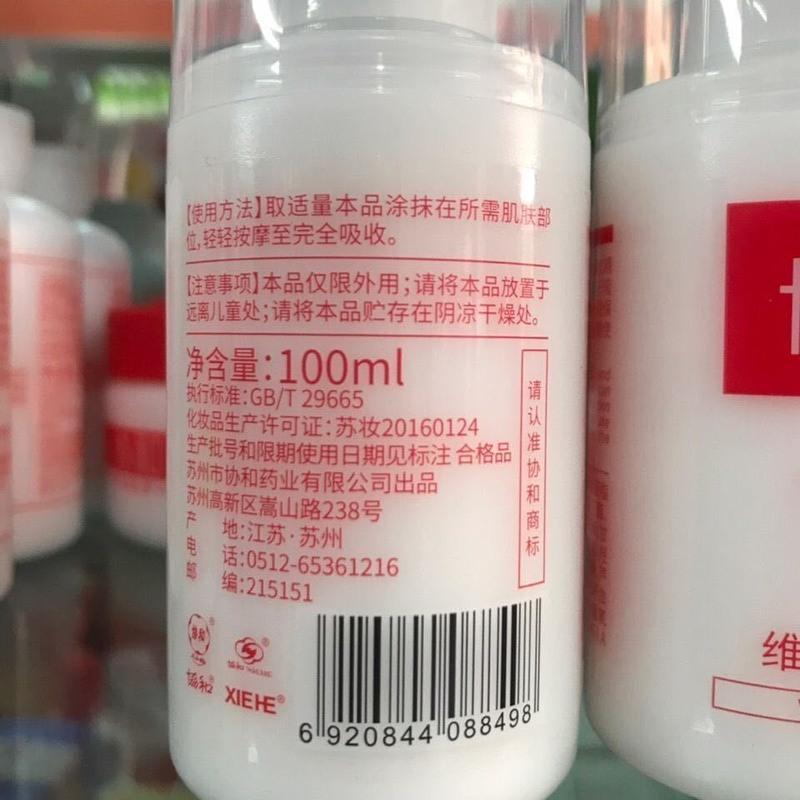 【使用方法】取适量本品涂抹在所需肌肤部
位,轻轻按摩至完全吸收。
【注意事项】本品仅限外用;请将本品放置于
远离儿童处;请将本品贮存在阴凉干燥处。
净含量:100ml
执行标准:GB/T 29665
化妆品生产许可证:苏妆20160124
生产批号和限期使用日期见标注 合格品
苏州市协和药业有限公司出品
苏州高新区嵩山路238号
产 地:江苏·苏州
电 话:0512-65361216
邮 编:215151
请认准协和商标
協和
XIEHE®
6 920844 088498
维